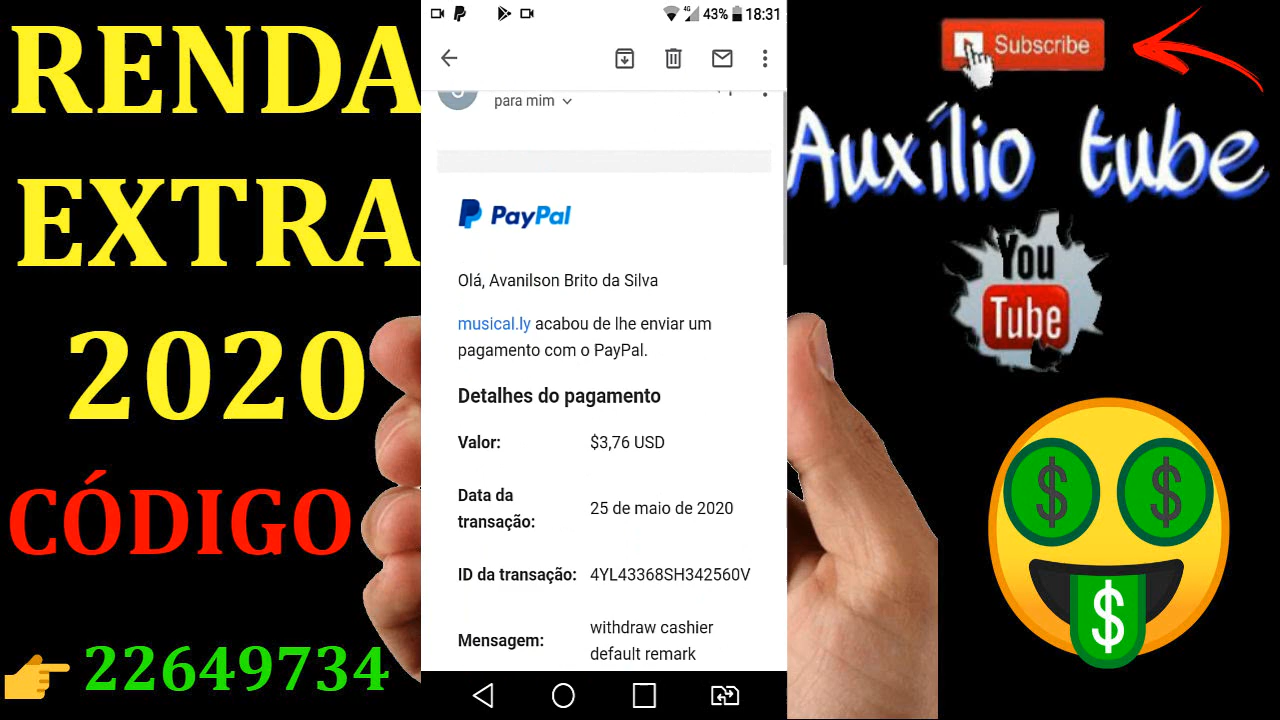 RENDA
EXTRA
2020
CÓDIGO
22649734
4G
43%
18:31
para mim
PayPal
Olá, Avanilson Brito da Silva
musical.ly acabou de lhe enviar um
pagamento com o PayPal.
Detalhes do pagamento
Valor: $3,76 USD
Data da
transação: 25 de maio de 2020
ID da transação: 4YL43368SH342560V
Mensagem: withdraw cashier
default remark
Subscribe
Auxílio tube
You
Tube
$ $
$